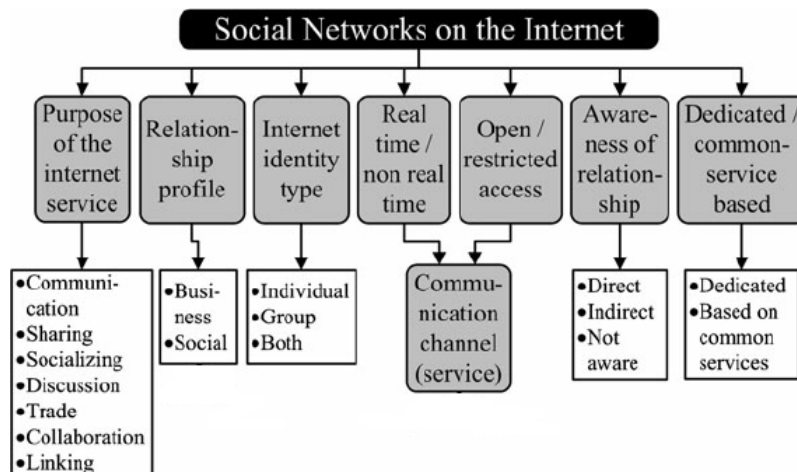 Social Networks on the Internet
Purpose
of the
internet
service
Relation-
ship
profile
Internet
identity
type
Real
time /
non real
time
Open /
restricted
access
Aware-
ness of
relation-
ship
Dedicated /
common-
service
based
•Communi-
cation
•Sharing
•Socializing
•Discussion
•Trade
•Collaboration
•Linking
•Busi-
ness
•Social
•Individual
•Group
•Both
Commu-
nication
channel
(service)
•Direct
•Indirect
•Not
aware
•Dedicated
•Based on
common
services